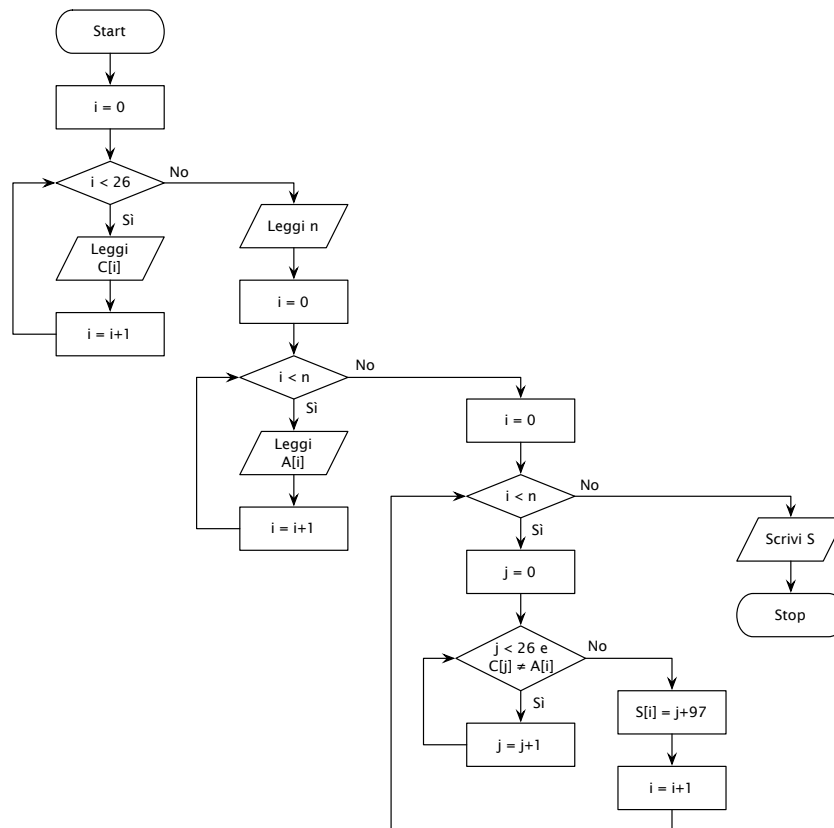 Start
i = 0
i < 26
No
Sì
Leggi
C[i]
i = i+1
Leggi n
i = 0
i < n
No
Sì
Leggi
A[i]
i = i+1
i = 0
i < n
No
Sì
Scrivi S
Stop
j = 0
j < 26 e
C[j] ≠ A[i]
No
Sì
j = j+1
S[i] = j+97
i = i+1